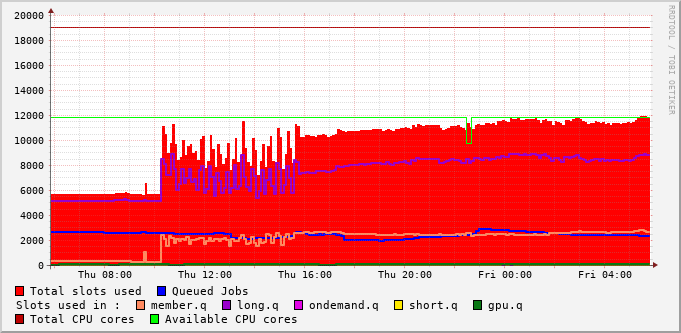 20000
18000
16000
14000
12000
10000
8000
6000
4000
2000
0
Thu 08:00 Thu 12:00 Thu 16:00 Thu 20:00 Fri 00:00 Fri 04:00
Total slots used Queued Jobs
Slots used in : member.q long.q ondemand.q short.q gpu.q
Total CPU cores Available CPU cores
RRDTOOL / TOBI OETIKER